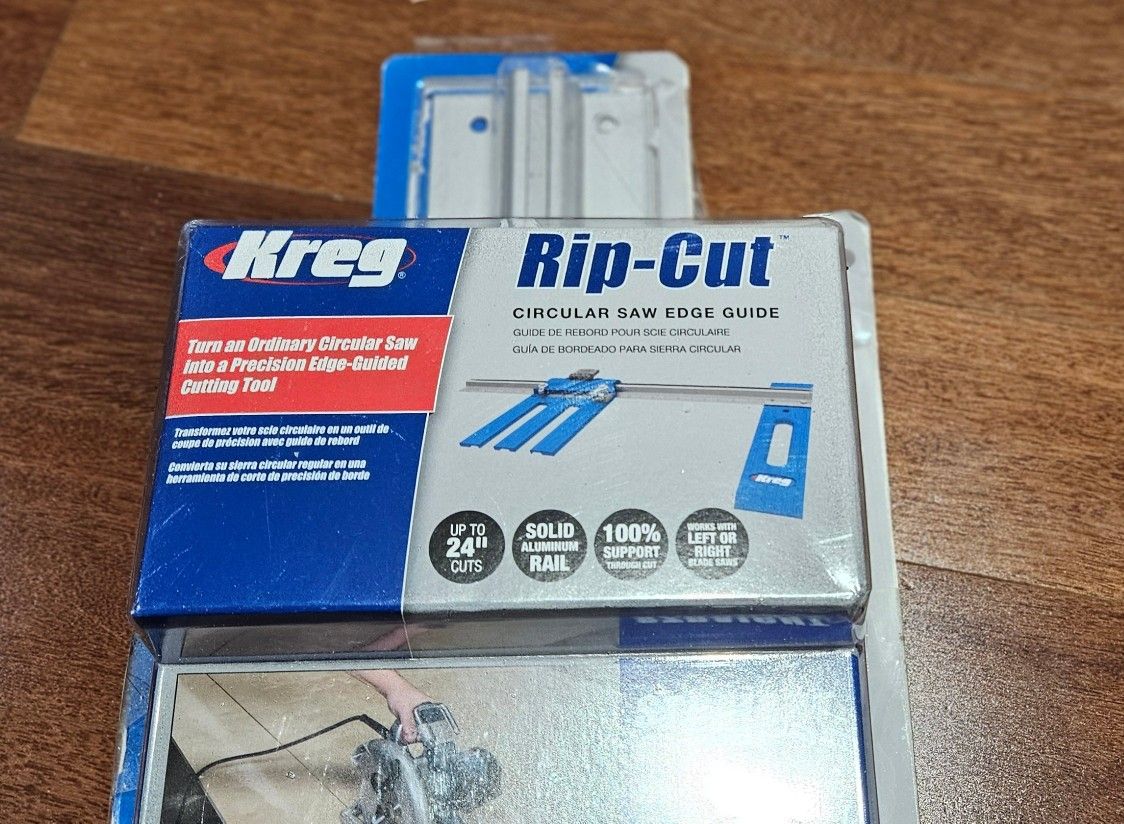 Kreg®
Turn an Ordinary Circular Saw
into a Precision Edge-Guided
Cutting Tool
Transformez votre scie circulaire en un outil de
coupe de précision avec guide de rebord
Convierta su sierra circular regular en una
herramienta de corte de precisión de borde
Rip-Cut™
CIRCULAR SAW EDGE GUIDE
GUIDE DE REBORD POUR SCIE CIRCULAIRE
GUÍA DE BORDEADO PARA SIERRA CIRCULAR
Kreg
UP TO
24"
CUTS
SOLID
ALUMINUM
RAIL
100%
SUPPORT
THROUGH CUT
WORKS WITH
LEFT OR
RIGHT
BLADE SAWS